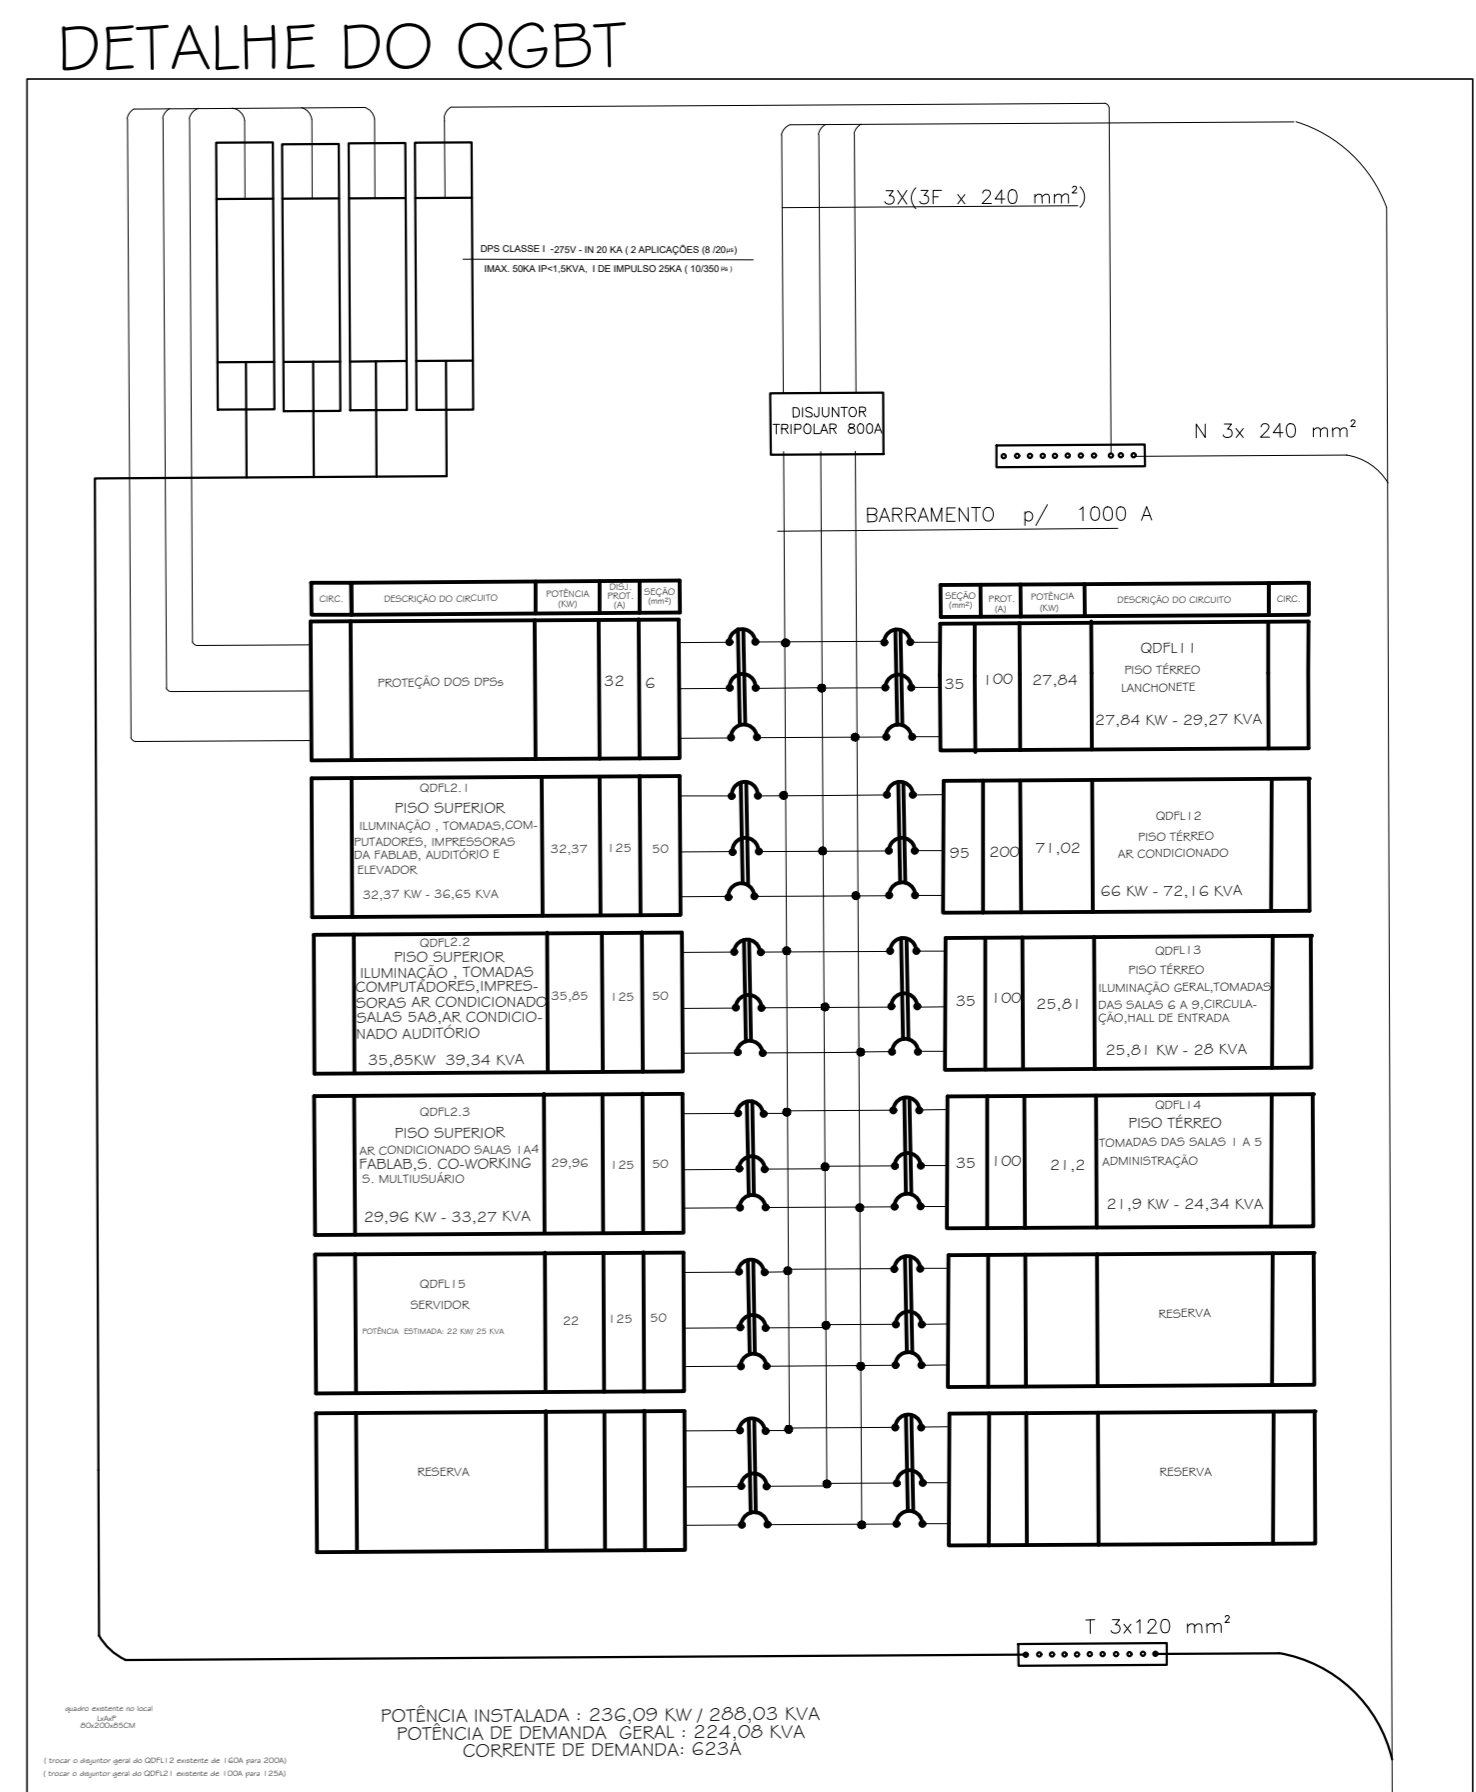 DETALHE DO QGBT
3X(3F x 240 mm²)
DPS CLASSE I -275V - IN 20 KA ( 2 APLICAÇÕES (8 /20µs)
IMAX. 50KA IP<1,5KVA, I DE IMPULSO 25KA ( 10/350 µs )
DISJUNTOR
TRIPOLAR 800A
N 3x 240 mm²
BARRAMENTO p/ 1000 A
CIRC.
DESCRIÇÃO DO CIRCUITO
POTÊNCIA
(KW)
DISJ.
PROT.
(A)
SEÇÃO
(mm²)
PROTEÇÃO DOS DPSs
32
6
QDFL2.1
PISO SUPERIOR
ILUMINAÇÃO , TOMADAS,COM-
PUTADORES, IMPRESSORAS
DA FABLAB, AUDITÓRIO E
ELEVADOR
32,37 KW - 36,65 KVA
32,37
125
50
QDFL2.2
PISO SUPERIOR
ILUMINAÇÃO , TOMADAS
COMPUTADORES,IMPRES-
SORAS AR CONDICIONADO
SALAS 5A8,AR CONDICIO-
NADO AUDITÓRIO
35,85KW 39,34 KVA
35,85
125
50
QDFL2.3
PISO SUPERIOR
AR CONDICIONADO SALAS 1A4
FABLAB,S. CO-WORKING
S. MULTIUSUÁRIO
29,96 KW - 33,27 KVA
29,96
125
50
QDFL15
SERVIDOR
POTÊNCIA ESTIMADA: 22 KW/ 25 KVA
22
125
50
RESERVA
SEÇÃO
(mm²)
PROT.
(A)
POTÊNCIA
(KW)
DESCRIÇÃO DO CIRCUITO
CIRC.
35
100
27,84
QDFL11
PISO TÉRREO
LANCHONETE
27,84 KW - 29,27 KVA
95
200
71,02
QDFL12
PISO TÉRREO
AR CONDICIONADO
66 KW - 72,16 KVA
35
100
25,81
QDFL13
PISO TÉRREO
ILUMINAÇÃO GERAL,TOMADAS
DAS SALAS 6 A 9,CIRCULA-
ÇÃO,HALL DE ENTRADA
25,81 KW - 28 KVA
35
100
21,2
QDFL14
PISO TÉRREO
TOMADAS DAS SALAS 1 A 5
ADMINISTRAÇÃO
21,9 KW - 24,34 KVA
RESERVA
RESERVA
T 3x120 mm²
quadro existente no local
LxAxP
80x200x85CM
POTÊNCIA INSTALADA : 236,09 KW / 288,03 KVA
POTÊNCIA DE DEMANDA GERAL : 224,08 KVA
CORRENTE DE DEMANDA: 623A
( trocar o disjuntor geral do QDFL12 existente de 160A para 200A)
( trocar o disjuntor geral do QDFL21 existente de 100A para 125A)